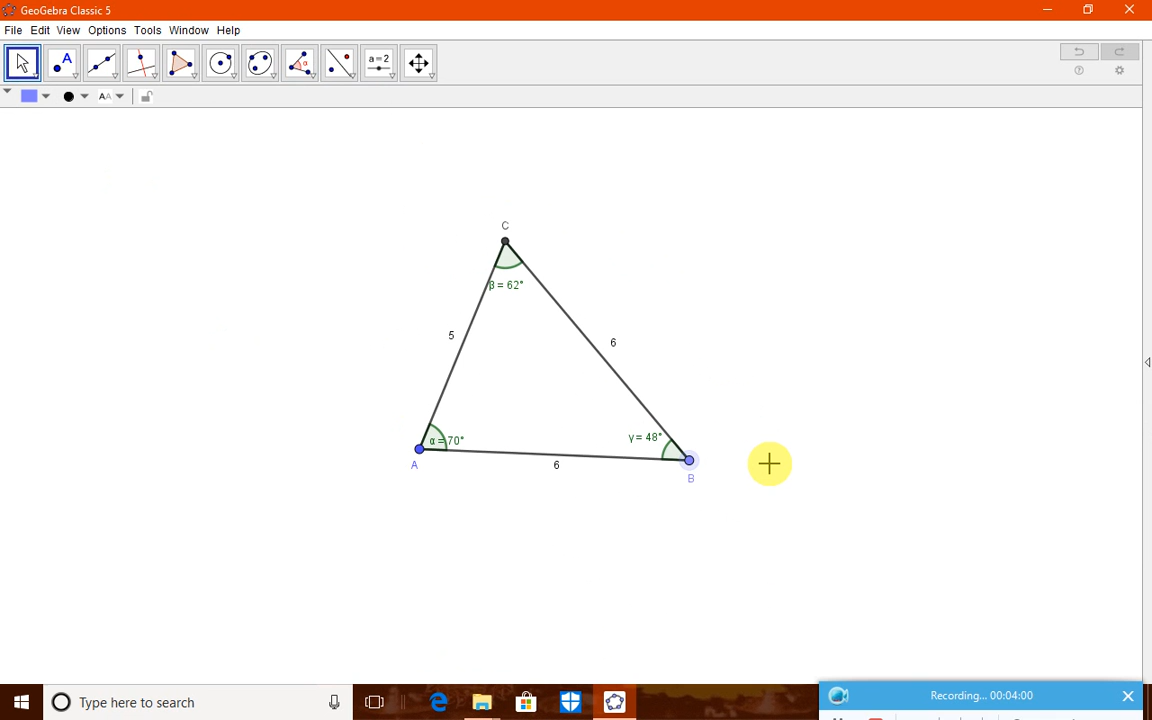 GeoGebra Classic 5
File Edit View Options Tools Window Help
A
α
a=2
AA
C
β = 62°
5
6
α = 70°
γ = 48°
A
6
B
Type here to search
Recording... 00:04:00